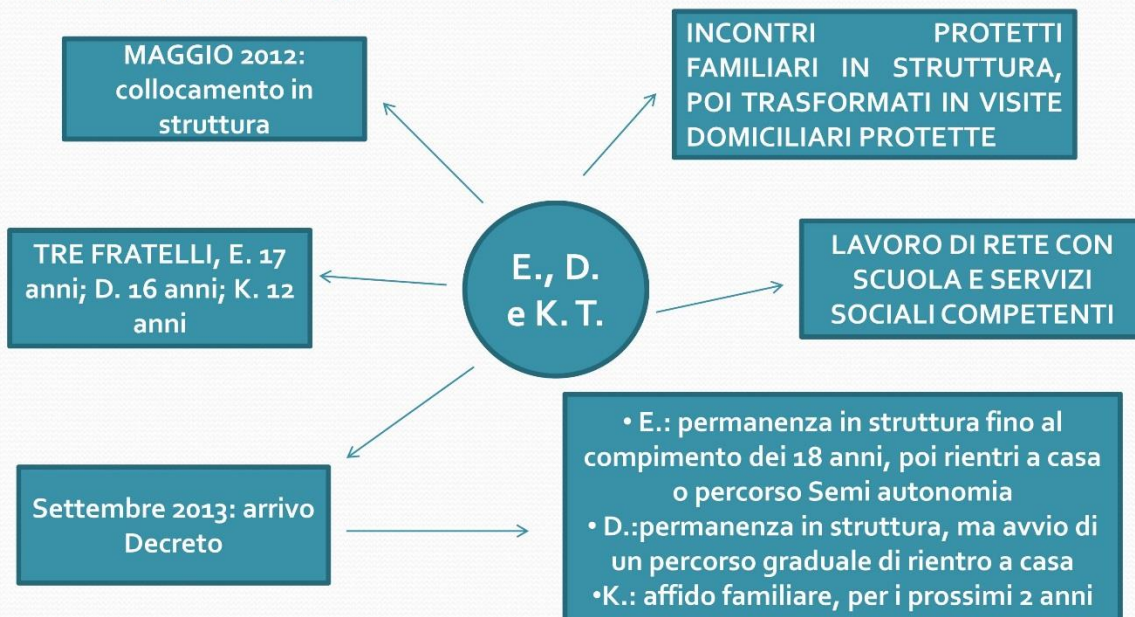 MAGGIO 2012:
collocamento in
struttura
INCONTRI PROTETTI
FAMILIARI IN STRUTTURA,
POI TRASFORMATI IN VISITE
DOMICILIARI PROTETTE
TRE FRATELLI, E. 17
anni; D. 16 anni; K. 12
anni
E., D.
e K. T.
LAVORO DI RETE CON
SCUOLA E SERVIZI
SOCIALI COMPETENTI
Settembre 2013: arrivo
Decreto
• E.: permanenza in struttura fino al
compimento dei 18 anni, poi rientri a casa
o percorso Semi autonomia
• D.:permanenza in struttura, ma avvio di
un percorso graduale di rientro a casa
•K.: affido familiare, per i prossimi 2 anni